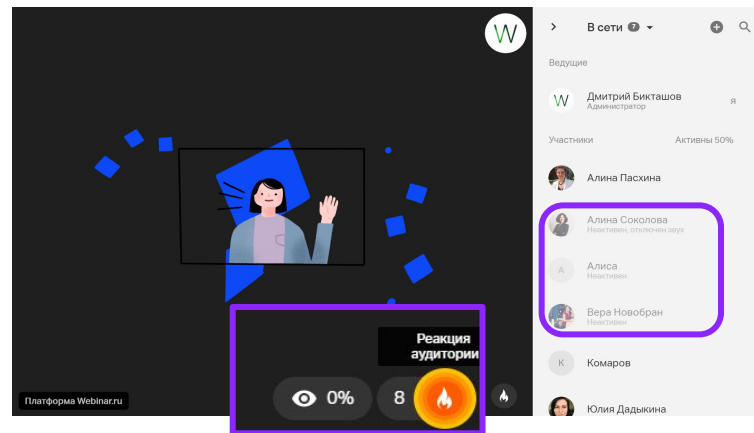 W
В сети 7
Ведущие
W
Дмитрий Бикташов
Администратор
я
Участники
Активны 50%
Алина Пасхина
Алина Соколова
Неактивен, отключен звук
А
Алиса
Неактивен
Вера Новобран
Неактивен
К
Комаров
Юлия Дадыкина
Реакция
аудитории
0%
8
Платформа Webinar.ru